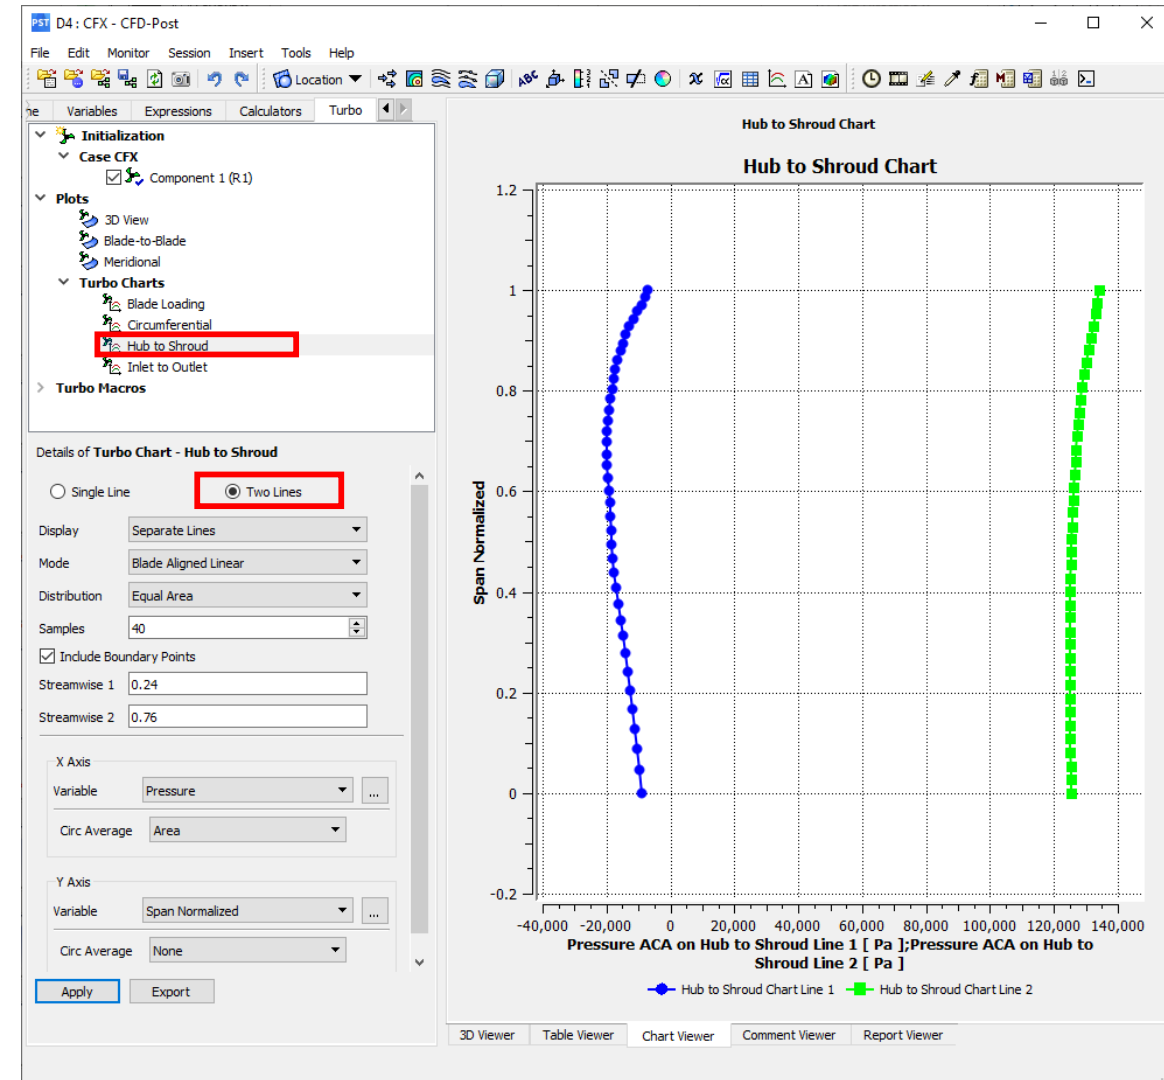 PST D4 : CFX - CFD-Post
File Edit Monitor Session Insert Tools Help
Location
ne Variables Expressions Calculators Turbo
Initialization
Case CFX
Component 1 (R1)
Plots
3D View
Blade-to-Blade
Meridional
Turbo Charts
Blade Loading
Circumferential
Hub to Shroud
Inlet to Outlet
Turbo Macros
Details of Turbo Chart - Hub to Shroud
Single Line Two Lines
Display Separate Lines
Mode Blade Aligned Linear
Distribution Equal Area
Samples 40
Include Boundary Points
Streamwise 1 0.24
Streamwise 2 0.76
X Axis
Variable Pressure ...
Circ Average Area
Y Axis
Variable Span Normalized ...
Circ Average None
Apply Export
Hub to Shroud Chart
Hub to Shroud Chart
1.2
1
0.8
0.6
0.4
0.2
0
-0.2
Span Normalized
-40,000 -20,000 0 20,000 40,000 60,000 80,000 100,000 120,000 140,000
Pressure ACA on Hub to Shroud Line 1 [ Pa ];Pressure ACA on Hub to
Shroud Line 2 [ Pa ]
Hub to Shroud Chart Line 1 Hub to Shroud Chart Line 2
3D Viewer Table Viewer Chart Viewer Comment Viewer Report Viewer